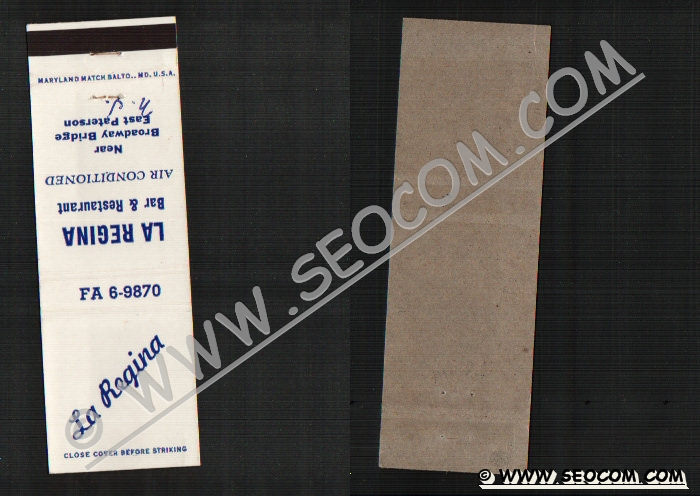 MARYLAND MATCH BALTO., MD. U.S.A.
LA REGINA
Bar & Restaurant
AIR CONDITIONED
Near
Broadway Bridge
East Paterson
N. J.
FA 6-9870
La Regina
CLOSE COVER BEFORE STRIKING
© WWW.SEOCOM.COM
© WWW.SEOCOM.COM